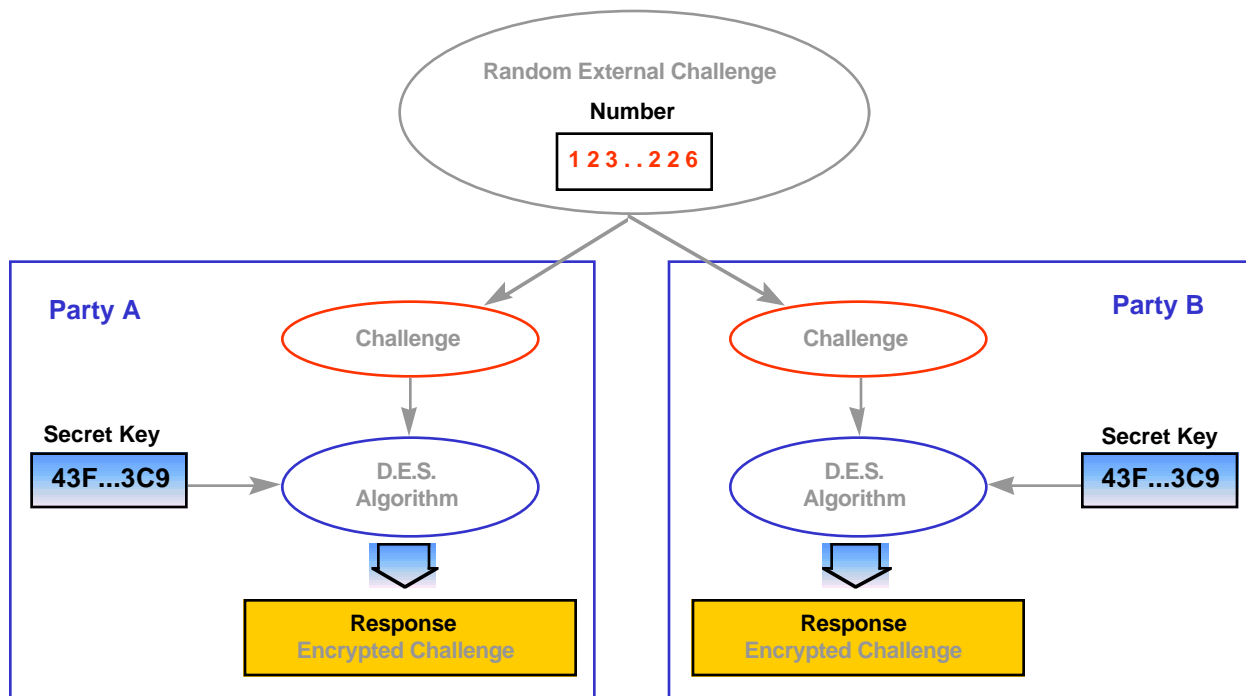 Random External Challenge
Number
1 2 3 . . 2 2 6
Party A
Challenge
Secret Key
43F...3C9
D.E.S.
Algorithm
Response
Encrypted Challenge
Party B
Challenge
Secret Key
43F...3C9
D.E.S.
Algorithm
Response
Encrypted Challenge